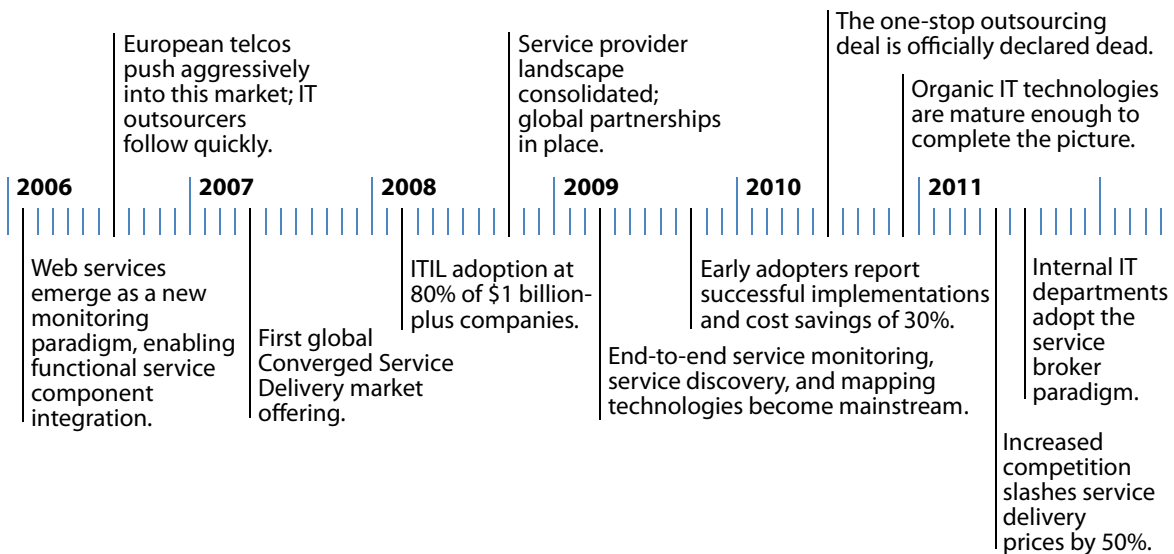 European telcos
push aggressively
into this market; IT
outsourcers
follow quickly.
Service provider
landscape
consolidated;
global partnerships
in place.
The one-stop outsourcing
deal is officially declared dead.
Organic IT technologies
are mature enough to
complete the picture.
2006
2007
2008
2009
2010
2011
Web services
emerge as a new
monitoring
paradigm, enabling
functional service
component
integration.
First global
Converged Service
Delivery market
offering.
ITIL adoption at
80% of $1 billion-
plus companies.
End-to-end service monitoring,
service discovery, and mapping
technologies become mainstream.
Early adopters report
successful implementations
and cost savings of 30%.
Increased
competition
slashes service
delivery
prices by 50%.
Internal IT
departments
adopt the
service
broker
paradigm.